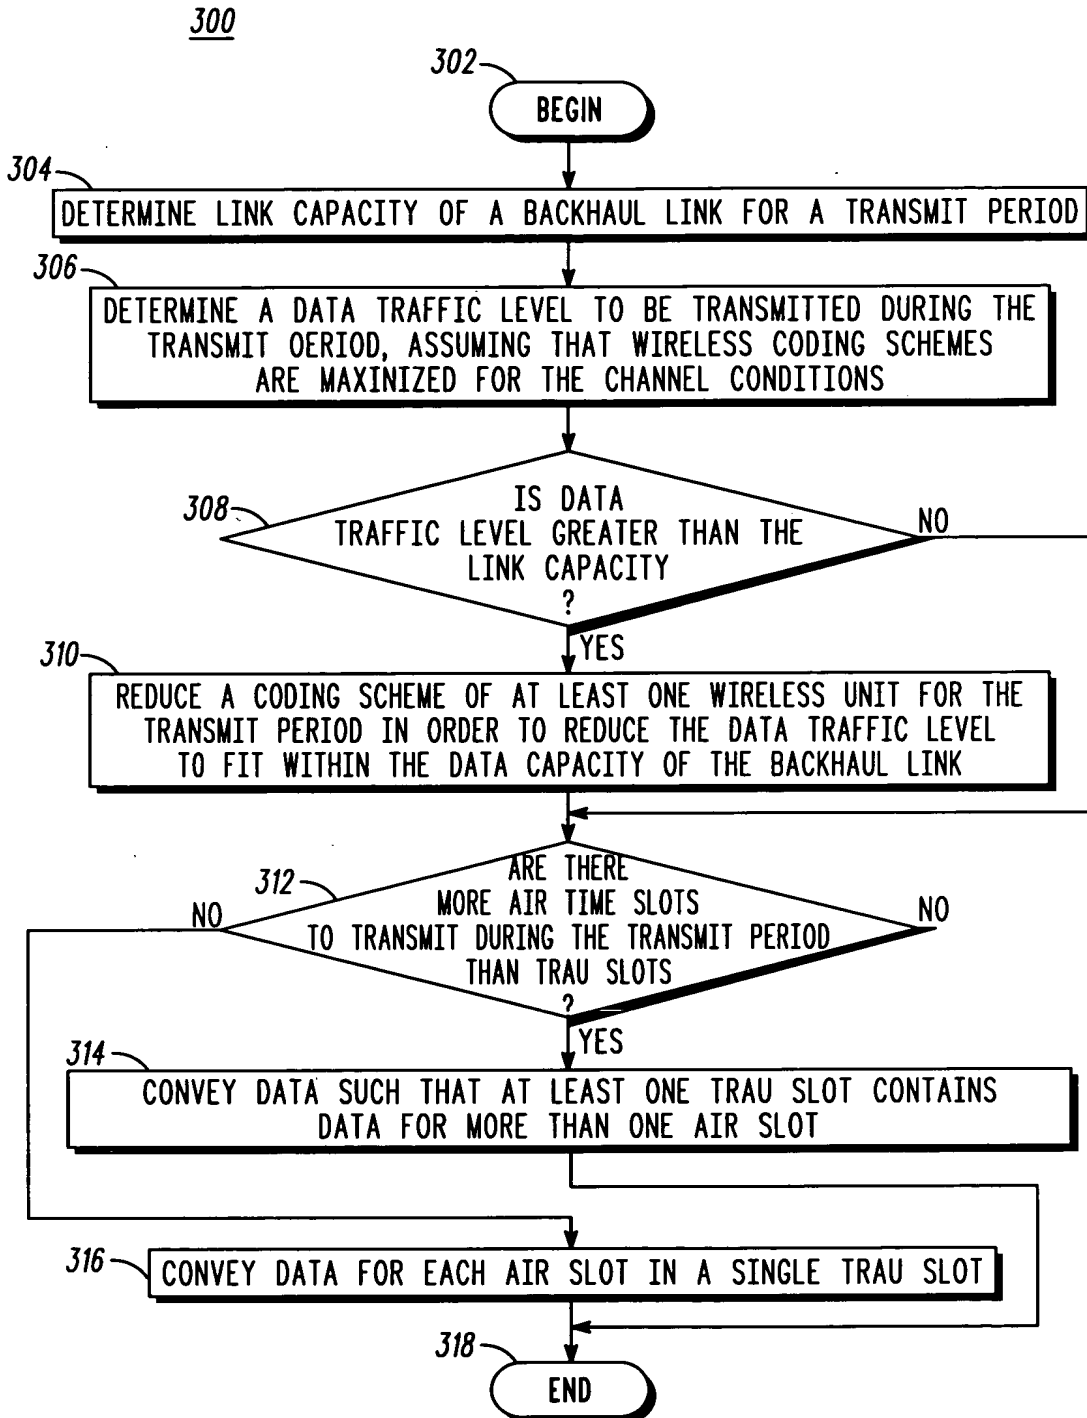 300
302
BEGIN
304
DETERMINE LINK CAPACITY OF A BACKHAUL LINK FOR A TRANSMIT PERIOD
306
DETERMINE A DATA TRAFFIC LEVEL TO BE TRANSMITTED DURING THE
TRANSMIT OERIOD, ASSUMING THAT WIRELESS CODING SCHEMES
ARE MAXINIZED FOR THE CHANNEL CONDITIONS
308
IS DATA
TRAFFIC LEVEL GREATER THAN THE
LINK CAPACITY
?
NO
YES
310
REDUCE A CODING SCHEME OF AT LEAST ONE WIRELESS UNIT FOR THE
TRANSMIT PERIOD IN ORDER TO REDUCE THE DATA TRAFFIC LEVEL
TO FIT WITHIN THE DATA CAPACITY OF THE BACKHAUL LINK
312
ARE THERE
MORE AIR TIME SLOTS
TO TRANSMIT DURING THE TRANSMIT PERIOD
THAN TRAU SLOTS
?
NO
NO
YES
314
CONVEY DATA SUCH THAT AT LEAST ONE TRAU SLOT CONTAINS
DATA FOR MORE THAN ONE AIR SLOT
316
CONVEY DATA FOR EACH AIR SLOT IN A SINGLE TRAU SLOT
318
END